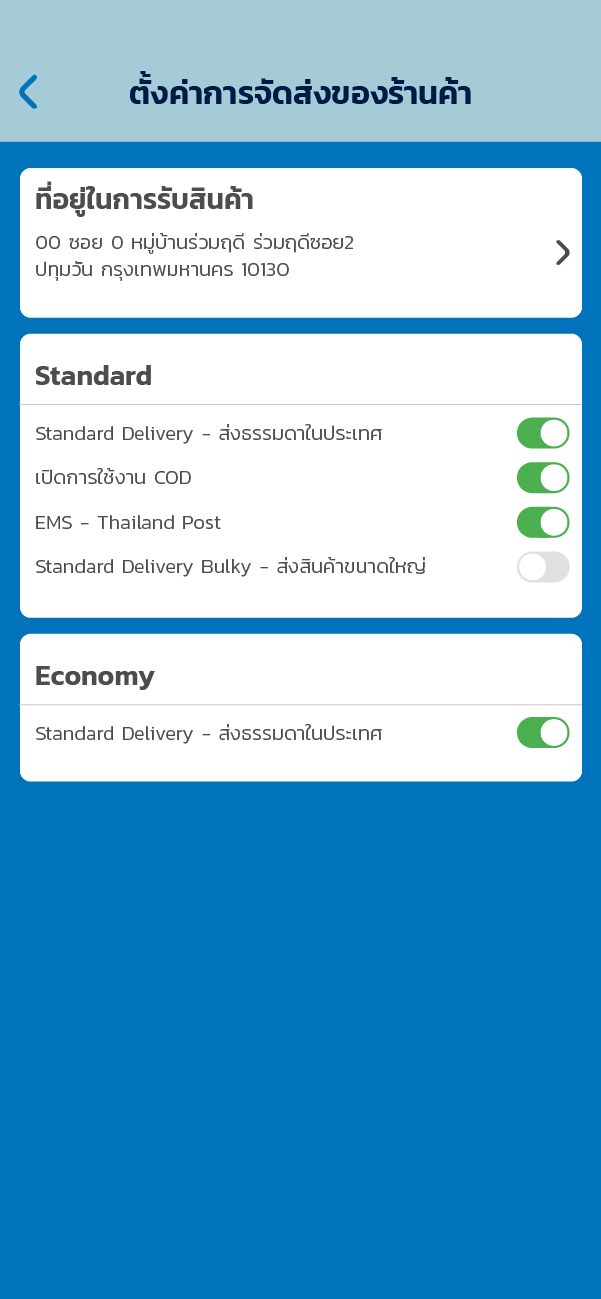 ตั้งค่าการจัดส่งของร้านค้า
ที่อยู่ในการรับสินค้า
00 ซอย 0 หมู่บ้านร่วมฤดี ร่วมฤดีซอย2
ปทุมวัน กรุงเทพมหานคร 10130
Standard
Standard Delivery - ส่งธรรมดาในประเทศ
เปิดการใช้งาน COD
EMS - Thailand Post
Standard Delivery Bulky - ส่งสินค้าขนาดใหญ่
Economy
Standard Delivery - ส่งธรรมดาในประเทศ